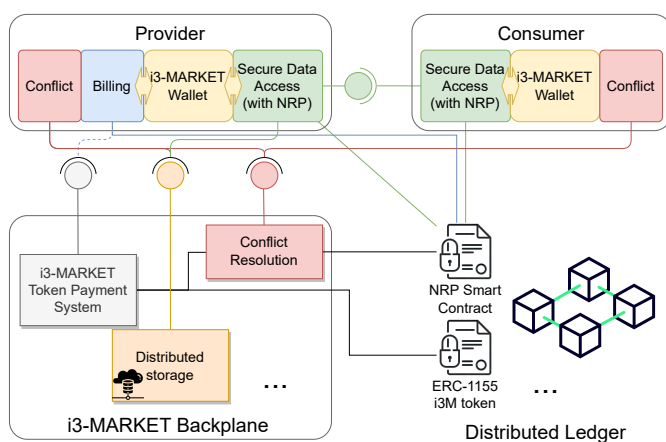 Provider
Consumer
Conflict
Billing
i3-MARKET
Wallet
Secure Data
Access
(with NRP)
Secure Data
Access
(with NRP)
i3-MARKET
Wallet
Conflict
Conflict
Resolution
i3-MARKET
Token Payment
System
NRP Smart
Contract
Distributed
storage
...
ERC-1155
i3M token
...
i3-MARKET Backplane
Distributed Ledger